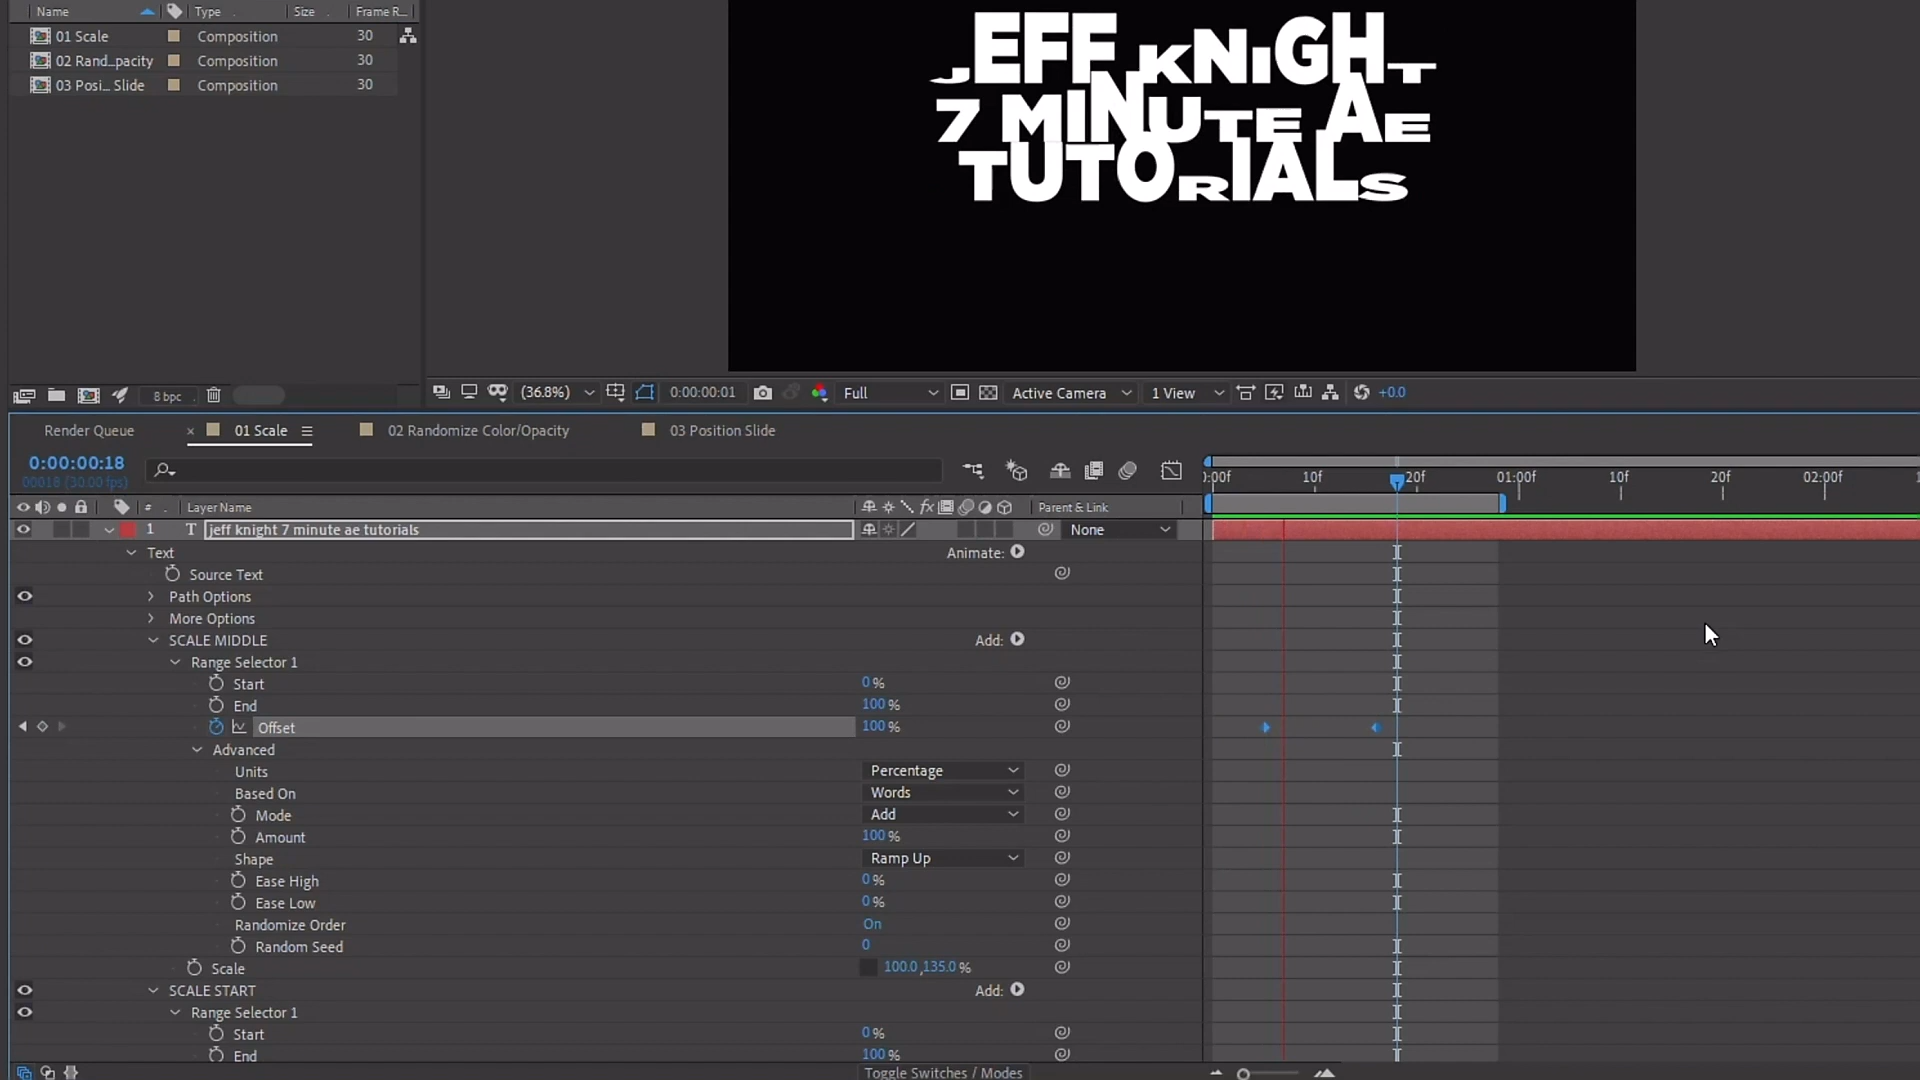 Name Type Size Frame R...
01 Scale Composition 30
02 Rand_pacity Composition 30
03 Posi... Slide Composition 30
JEFF KNIGHT
7 MINUTE AE
TUTORIALS
8 bpc
(36.8%) 0:00:00:01 Full Active Camera 1 View +0.0
Render Queue × 01 Scale 02 Randomize Color/Opacity 03 Position Slide
0:00:00:18
00018 (30.00 fps)
:00f 10f 20f 01:00f 10f 20f 02:00f
# Layer Name fx Parent & Link
1 T jeff knight 7 minute ae tutorials None
Text Animate:
Source Text
Path Options
More Options
SCALE MIDDLE Add:
Range Selector 1
Start 0%
End 100%
Offset 100%
Advanced
Units Percentage
Based On Words
Mode Add
Amount 100%
Shape Ramp Up
Ease High 0%
Ease Low 0%
Randomize Order On
Random Seed 0
Scale 100.0,135.0%
SCALE START Add:
Range Selector 1
Start 0%
End 100%
Toggle Switches / Modes